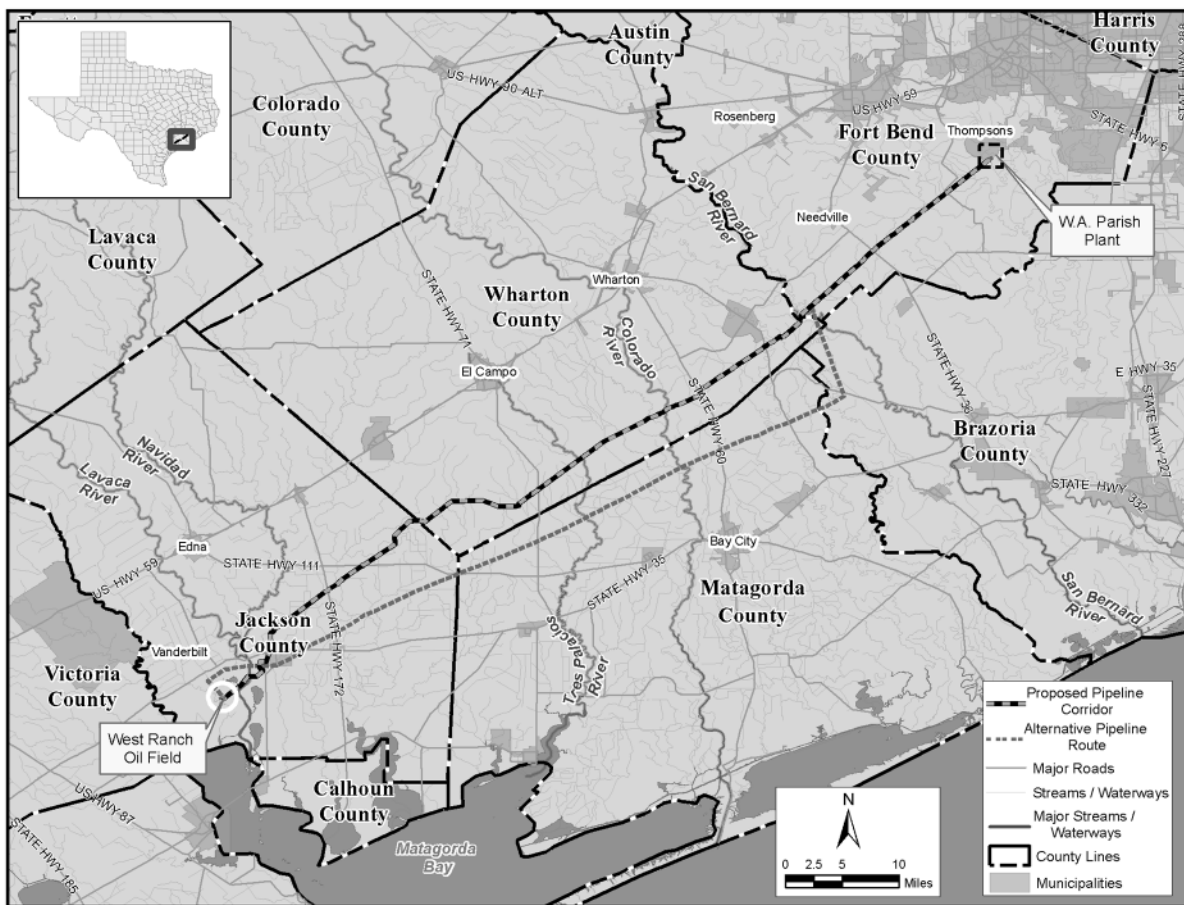 Austin
County
Harris
County
STATE HWY 288
US HWY 90 ALT
Colorado
County
US HWY 59
Rosenberg
Fort Bend
County
Thompsons
STATE HWY 6
San Bernard
River
Needville
W.A. Parish
Plant
Lavaca
County
Wharton
Wharton
County
STATE HWY 71
Colorado
River
El Campo
STATE HWY 36
E HWY 35
STATE HWY 60
Brazoria
County
STATE HWY 227
Navidad
River
Lavaca
River
STATE HWY 332
Edna
Bay City
STATE HWY 111
US HWY 59
STATE HWY 35
Matagorda
County
San Bernard
River
Jackson
County
STATE HWY 172
Vanderbilt
Tres Palacios
River
Victoria
County
West Ranch
Oil Field
Calhoun
County
US HWY 87
STATE HWY 185
Matagorda
Bay
N
0 2.5 5 10
Miles
Proposed Pipeline
Corridor
Alternative Pipeline
Route
Major Roads
Streams / Waterways
Major Streams /
Waterways
County Lines
Municipalities